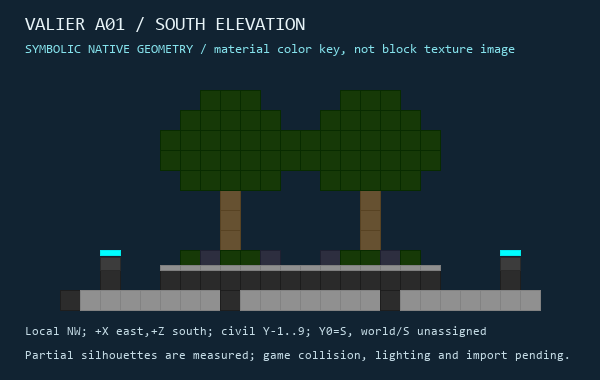 VALIER A01 / SOUTH ELEVATION
SYMBOLIC NATIVE GEOMETRY / material color key, not block texture image
Local NW; +X east,+Z south; civil Y-1..9; Y0=S, world/S unassigned
Partial silhouettes are measured; game collision, lighting and import pending.